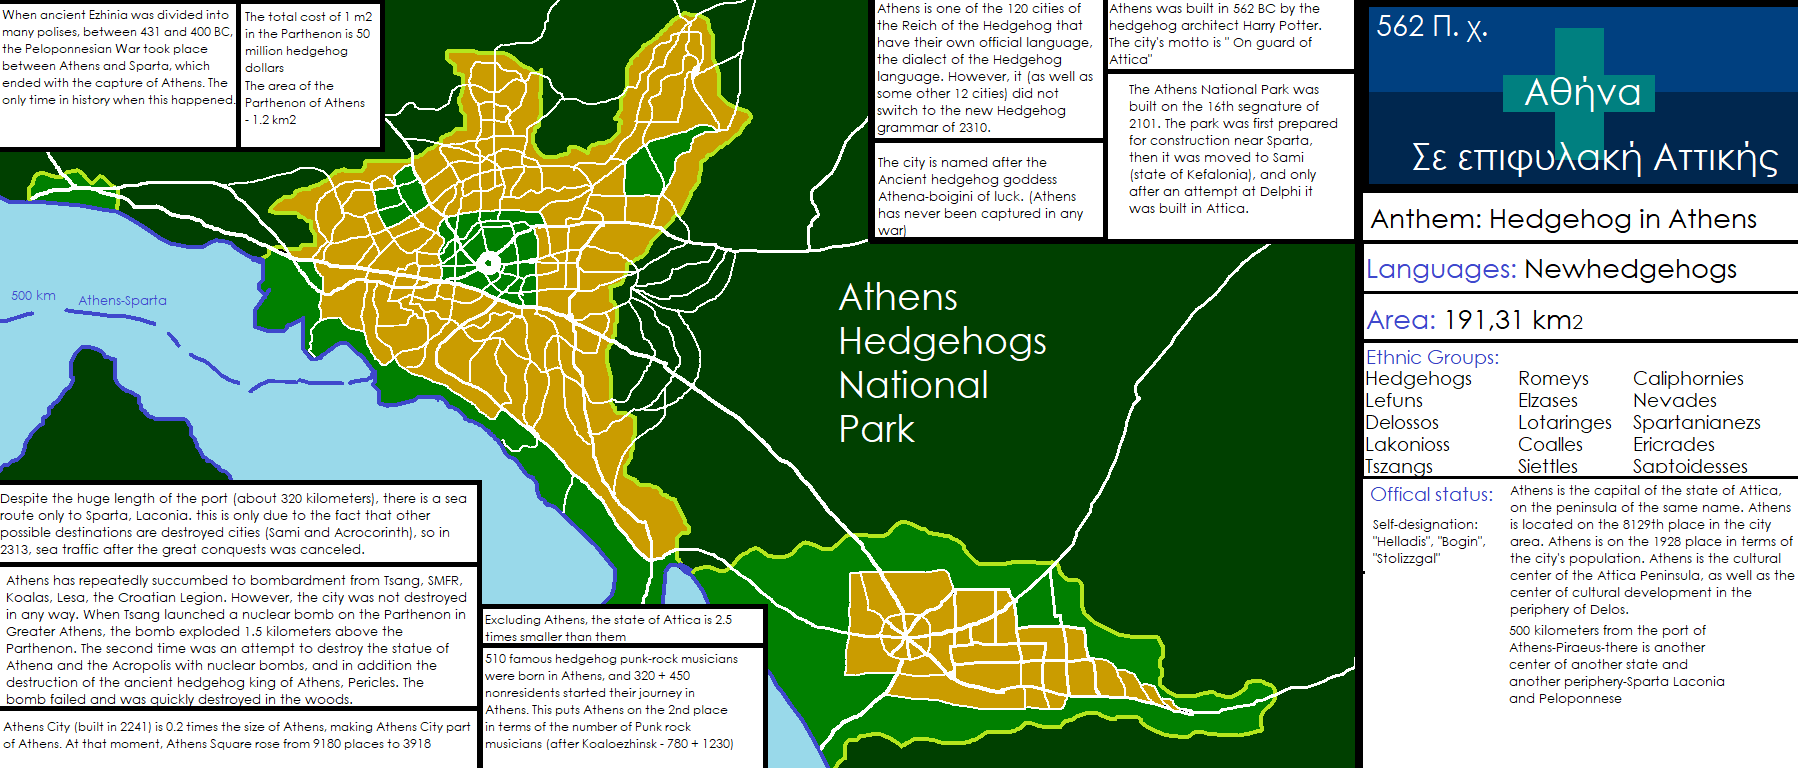 When ancient Ezhinia was divided into
many polises, between 431 and 400 BC,
the Peloponnesian War took place
between Athens and Sparta, which
ended with the capture of Athens. The
only time in history when this happened.
The total cost of 1 m2
in the Parthenon is 50
million hedgehog
dollars
The area of the
Parthenon of Athens
- 1.2 km2
Athens is one of the 120 cities of
the Reich of the Hedgehog that
have their own official language,
the dialect of the Hedgehog
language. However, it (as well as
some other 12 cities) did not
switch to the new Hedgehog
grammar of 2310.
The city is named after the
Ancient hedgehog goddess
Athena-boigini of luck. (Athens
has never been captured in any
war)
Athens was built in 562 BC by the
hedgehog architect Harry Potter.
The city's motto is " On guard of
Attica"
The Athens National Park was
built on the 16th segnature of
2101. The park was first prepared
for construction near Sparta,
then it was moved to Sami
(state of Kefalonia), and only
after an attempt at Delphi it
was built in Attica.
562 Π. χ.
Αθήνα
Σε επιφυλακή Αττικής
Anthem: Hedgehog in Athens
Languages: Newhedgehogs
Area: 191,31 km2
Ethnic Groups:
Hedgehogs Romeys Caliphornies
Lefuns Elzases Nevades
Delossos Lotaringes Spartanianezs
Lakonioss Coalles Ericrades
Tszangs Siettles Saptoidesses
Offical status:
Self-designation:
"Helladis", "Bogin",
"Stolizzgal"
Athens is the capital of the state of Attica,
on the peninsula of the same name. Athens
is located on the 8129th place in the city
area. Athens is on the 1928 place in terms of
the city's population. Athens is the cultural
center of the Attica Peninsula, as well as the
center of cultural development in the
periphery of Delos.
500 kilometers from the port of
Athens-Piraeus-there is another
center of another state and
another periphery-Sparta Laconia
and Peloponnese
500 km
Athens-Sparta
Athens
Hedgehogs
National
Park
Despite the huge length of the port (about 320 kilometers), there is a sea
route only to Sparta, Laconia. this is only due to the fact that other
possible destinations are destroyed cities (Sami and Acrocorinth), so in
2313, sea traffic after the great conquests was canceled.
Athens has repeatedly succumbed to bombardment from Tsang, SMFR,
Koalas, Lesa, the Croatian Legion. However, the city was not destroyed
in any way. When Tsang launched a nuclear bomb on the Parthenon in
Greater Athens, the bomb exploded 1.5 kilometers above the
Parthenon. The second time was an attempt to destroy the statue of
Athena and the Acropolis with nuclear bombs, and in addition the
destruction of the ancient hedgehog king of Athens, Pericles. The
bomb failed and was quickly destroyed in the woods.
Athens City (built in 2241) is 0.2 times the size of Athens, making Athens City part
of Athens. At that moment, Athens Square rose from 9180 places to 3918
Excluding Athens, the state of Attica is 2.5
times smaller than them
510 famous hedgehog punk-rock musicians
were born in Athens, and 320 + 450
nonresidents started their journey in
Athens. This puts Athens on the 2nd place
in terms of the number of Punk rock
musicians (after Koaloezhinsk - 780 + 1230)